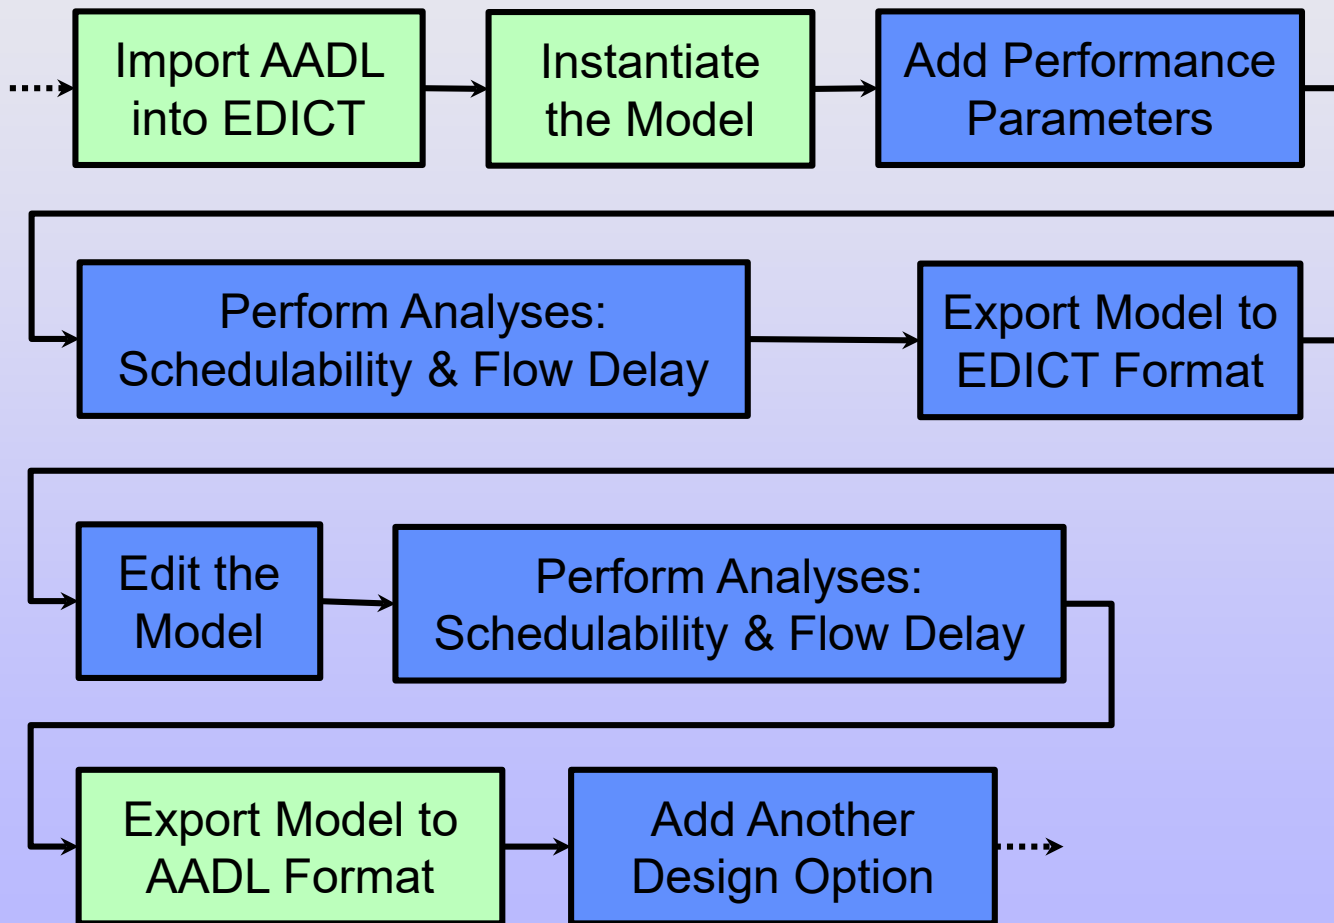 Import AADL
into EDICT
Instantiate
the Model
Add Performance
Parameters
Perform Analyses:
Schedulability & Flow Delay
Export Model to
EDICT Format
Edit the
Model
Perform Analyses:
Schedulability & Flow Delay
Export Model to
AADL Format
Add Another
Design Option